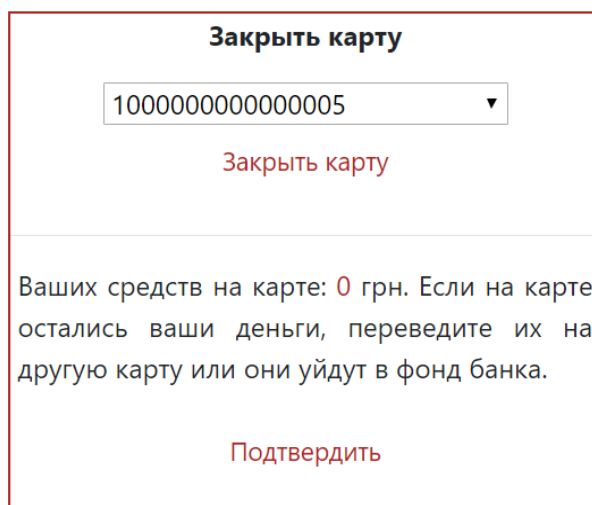 Закрыть карту
1000000000000005
Закрыть карту
Ваших средств на карте: 0 грн. Если на карте
остались ваши деньги, переведите их на
другую карту или они уйдут в фонд банка.
Подтвердить